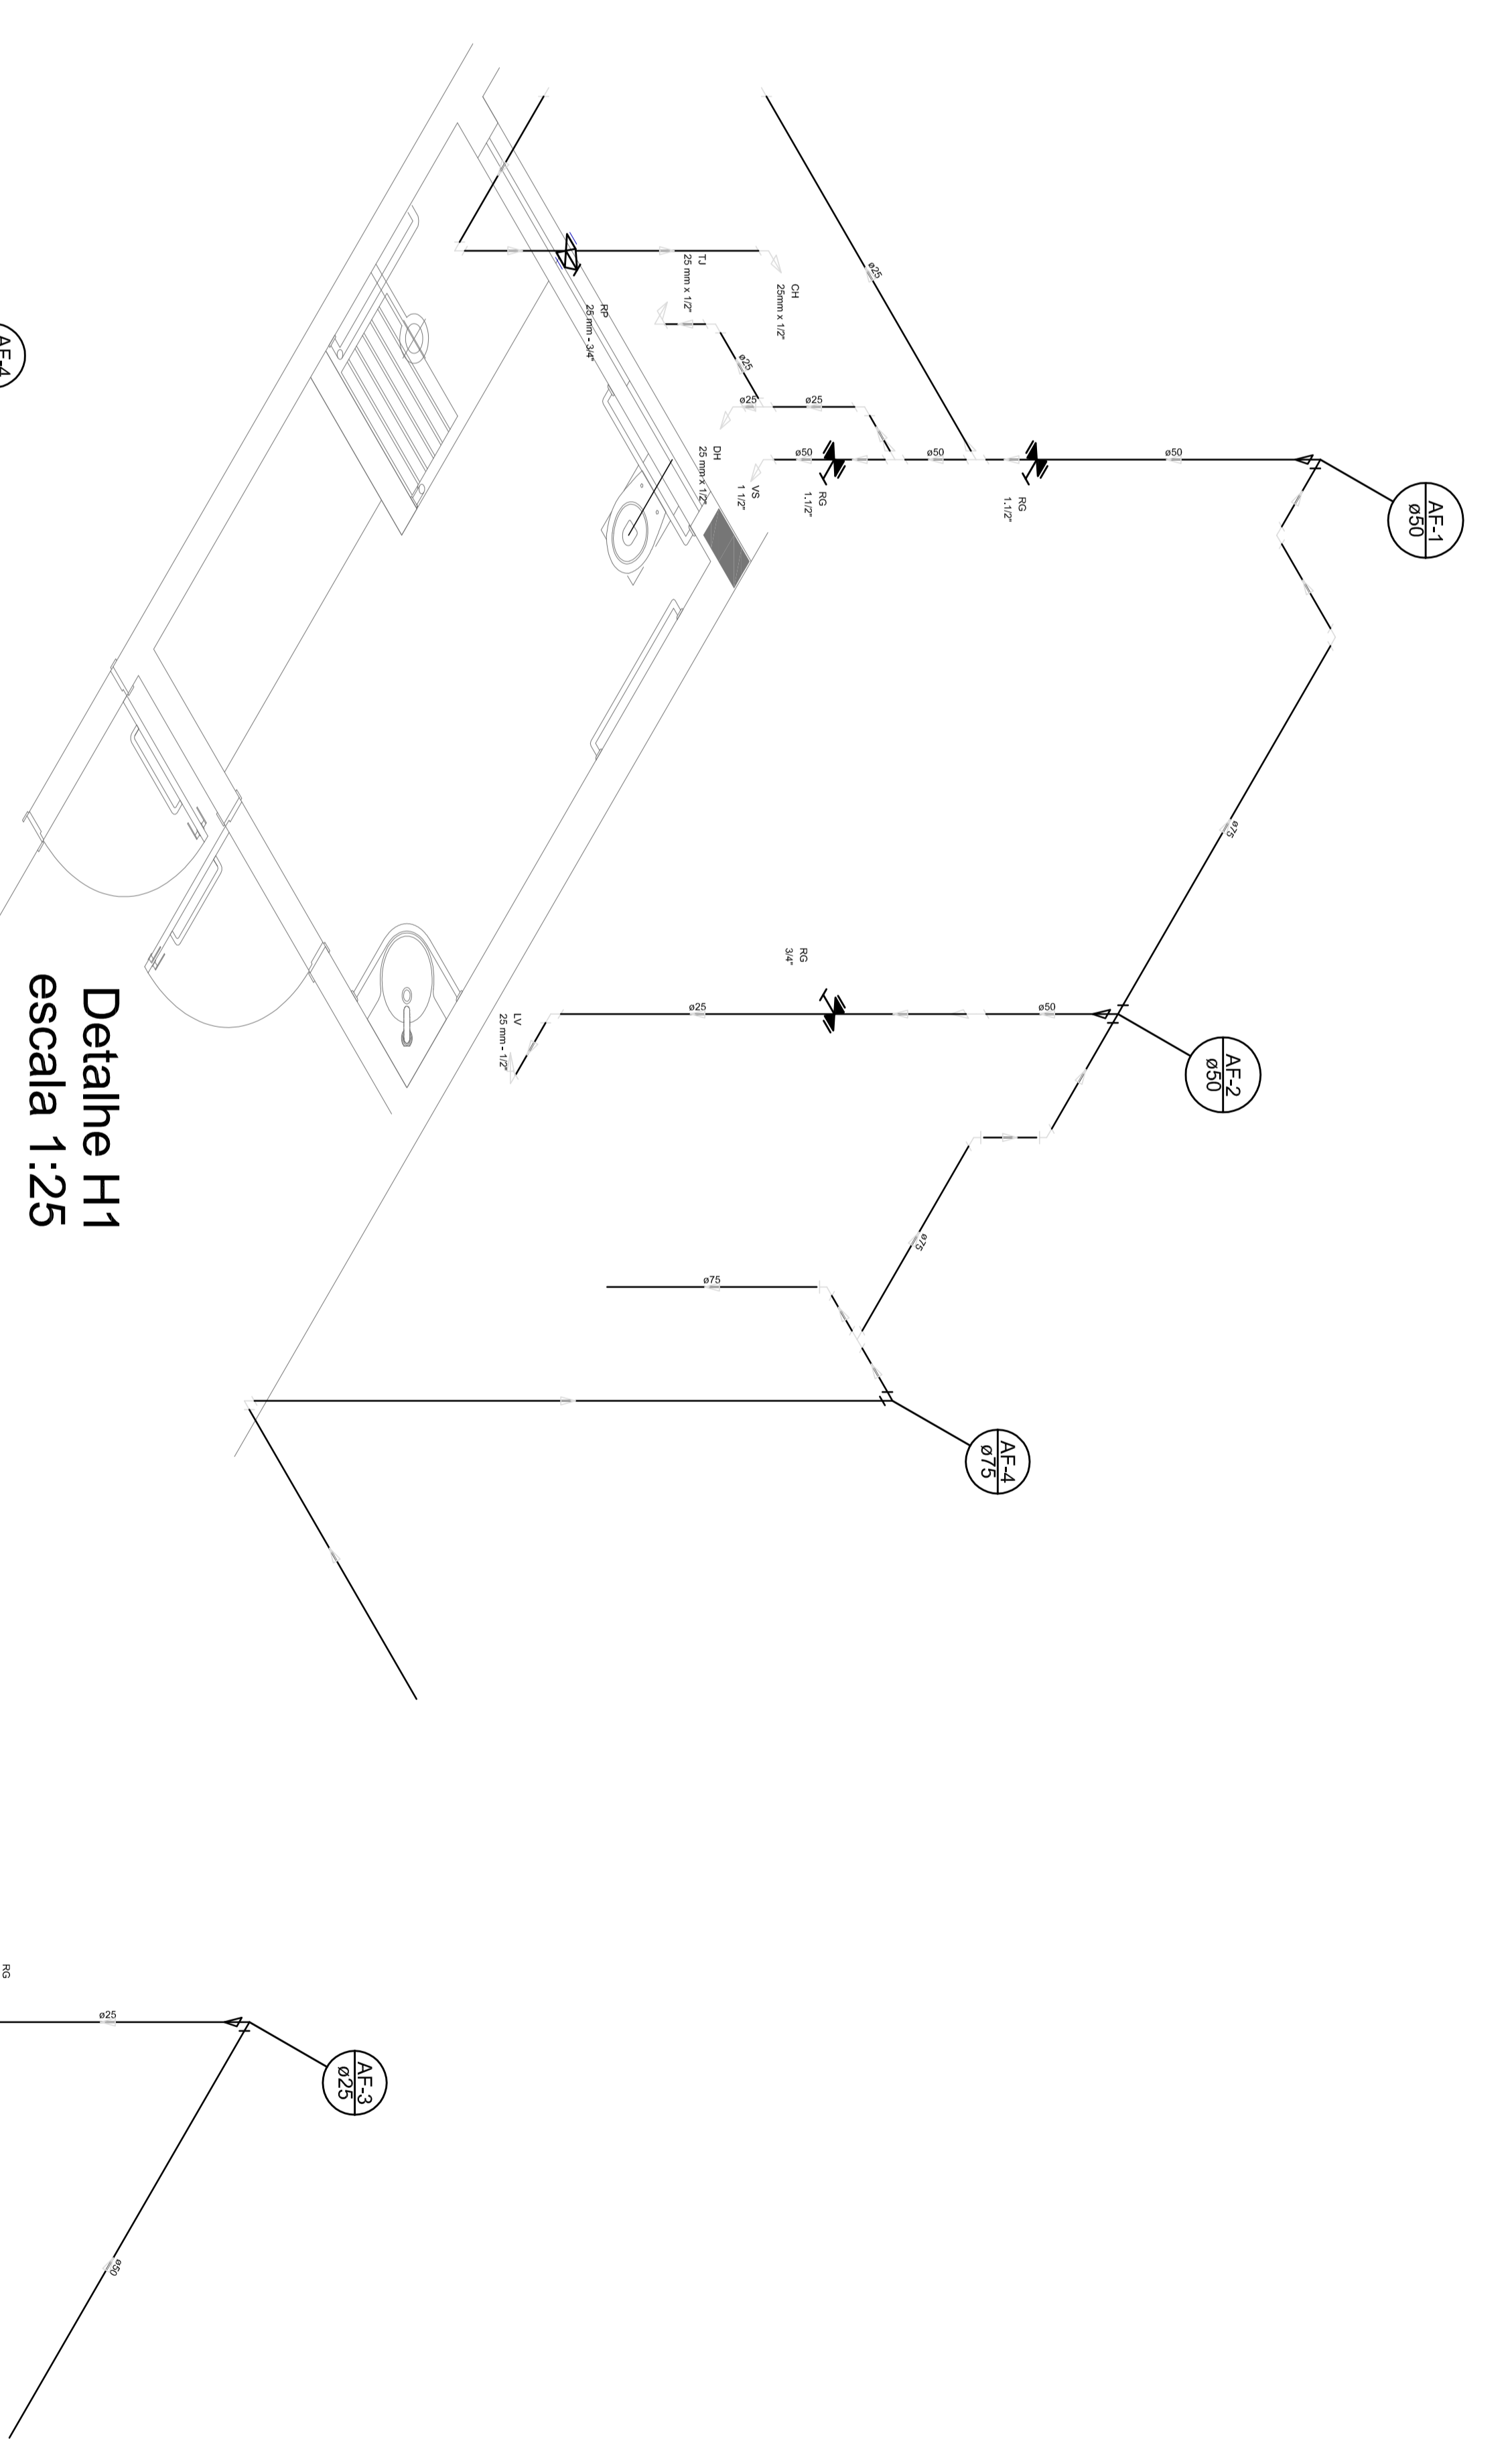 AF-1
ø50
ø50
RG
1.1/2"
ø25
ø50
RG
1.1/2"
ø50
VS
1 1/2"
CH
25mm x 1/2"
ø25
ø25
ø25
TJ
25 mm x 1/2"
DH
25 mm x 1/2"
RP
25 mm - 3/4"
ø75
AF-2
ø50
ø50
RG
3/4"
ø25
LV
25 mm - 1/2"
ø75
ø75
AF-4
ø75
AF-4
Detalhe H1
escala 1:25
AF-3
ø25
ø25
RG
ø50